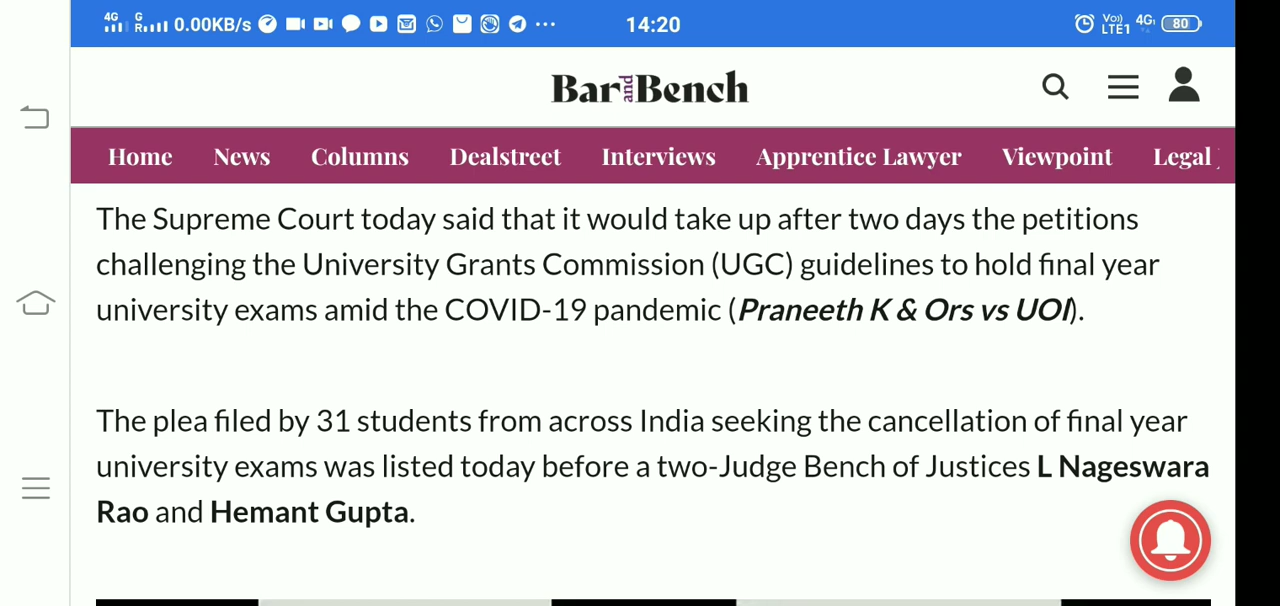 4G G R 0.00KB/s 14:20 Vo)) LTE1 4G 80
Bar and Bench
Home News Columns Dealstreet Interviews Apprentice Lawyer Viewpoint Legal
The Supreme Court today said that it would take up after two days the petitions
challenging the University Grants Commission (UGC) guidelines to hold final year
university exams amid the COVID-19 pandemic (Praneeth K & Ors vs UOI).
The plea filed by 31 students from across India seeking the cancellation of final year
university exams was listed today before a two-Judge Bench of Justices L Nageswara
Rao and Hemant Gupta.